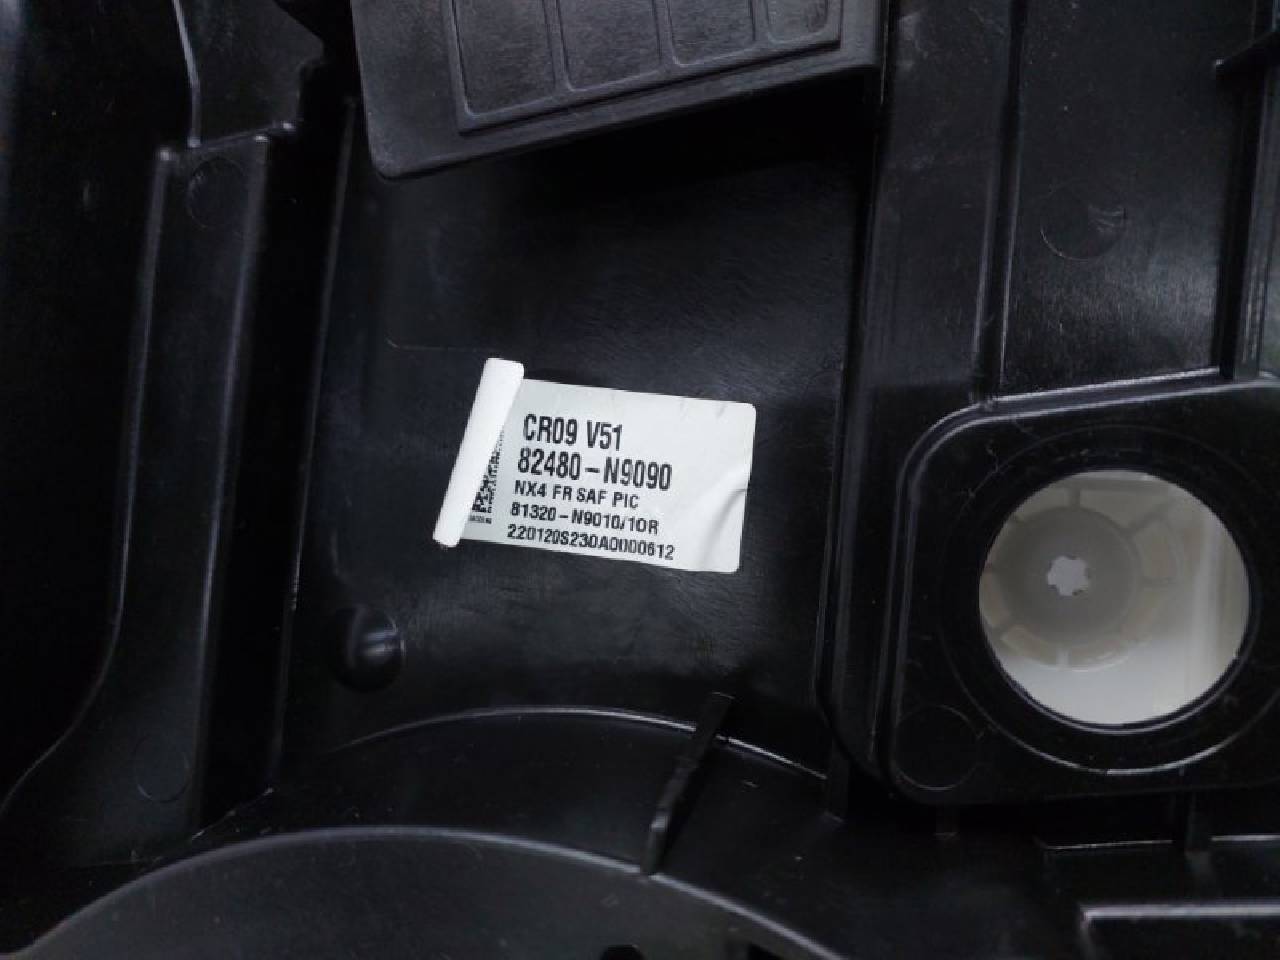 CR09 V51
82480-N9090
NX4 FR SAF PIC
81320-N9010/10R
220120S230A0000612